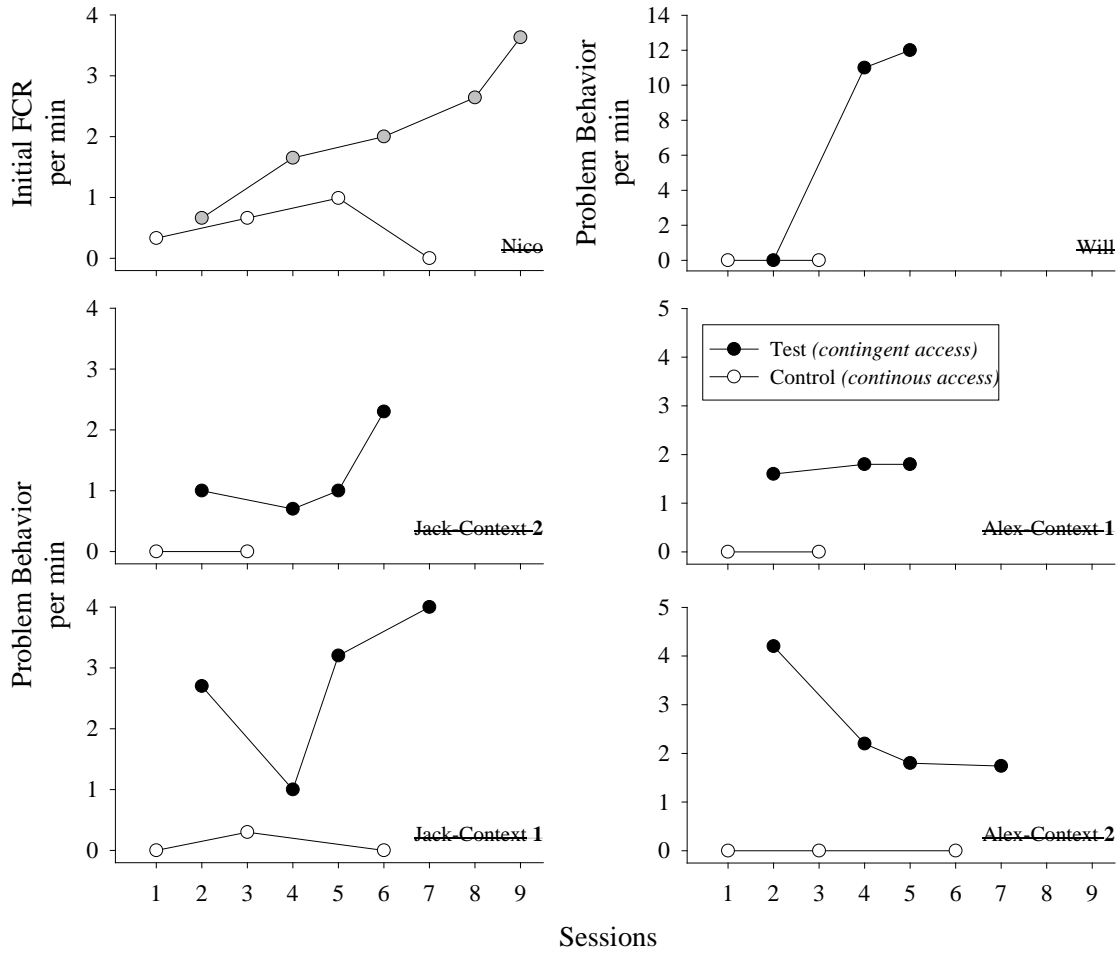 Initial FCR
per min
4
3
2
1
0
Nico
Problem Behavior
per min
14
12
10
8
6
4
2
0
Will
Problem Behavior
per min
4
3
2
1
0
Jack-Context 2
5
4
3
2
1
0
Test (contingent access)
Control (continous access)
Alex-Context 1
4
3
2
1
0
Jack-Context 1
1 2 3 4 5 6 7 8 9
5
4
3
2
1
0
Alex-Context 2
1 2 3 4 5 6 7 8 9
Sessions